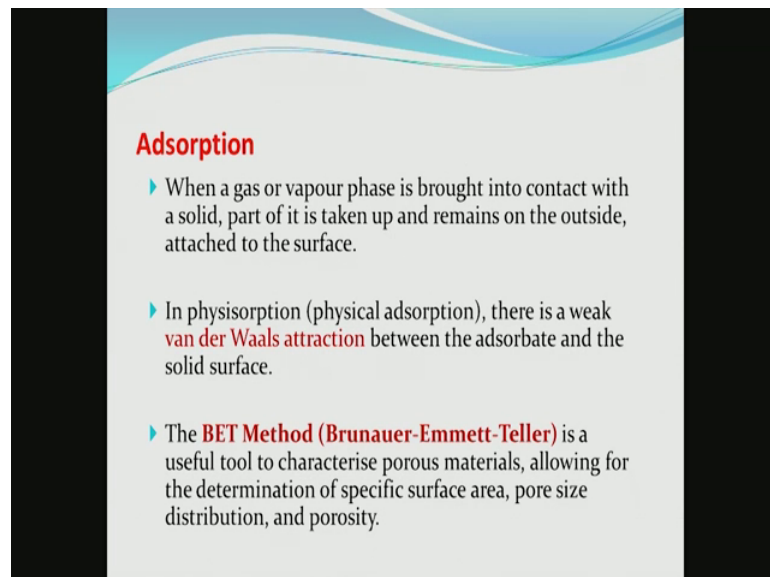 Adsorption
When a gas or vapour phase is brought into contact with
a solid, part of it is taken up and remains on the outside,
attached to the surface.
In physisorption (physical adsorption), there is a weak
van der Waals attraction between the adsorbate and the
solid surface.
The BET Method (Brunauer-Emmett-Teller) is a
useful tool to characterise porous materials, allowing for
the determination of specific surface area, pore size
distribution, and porosity.